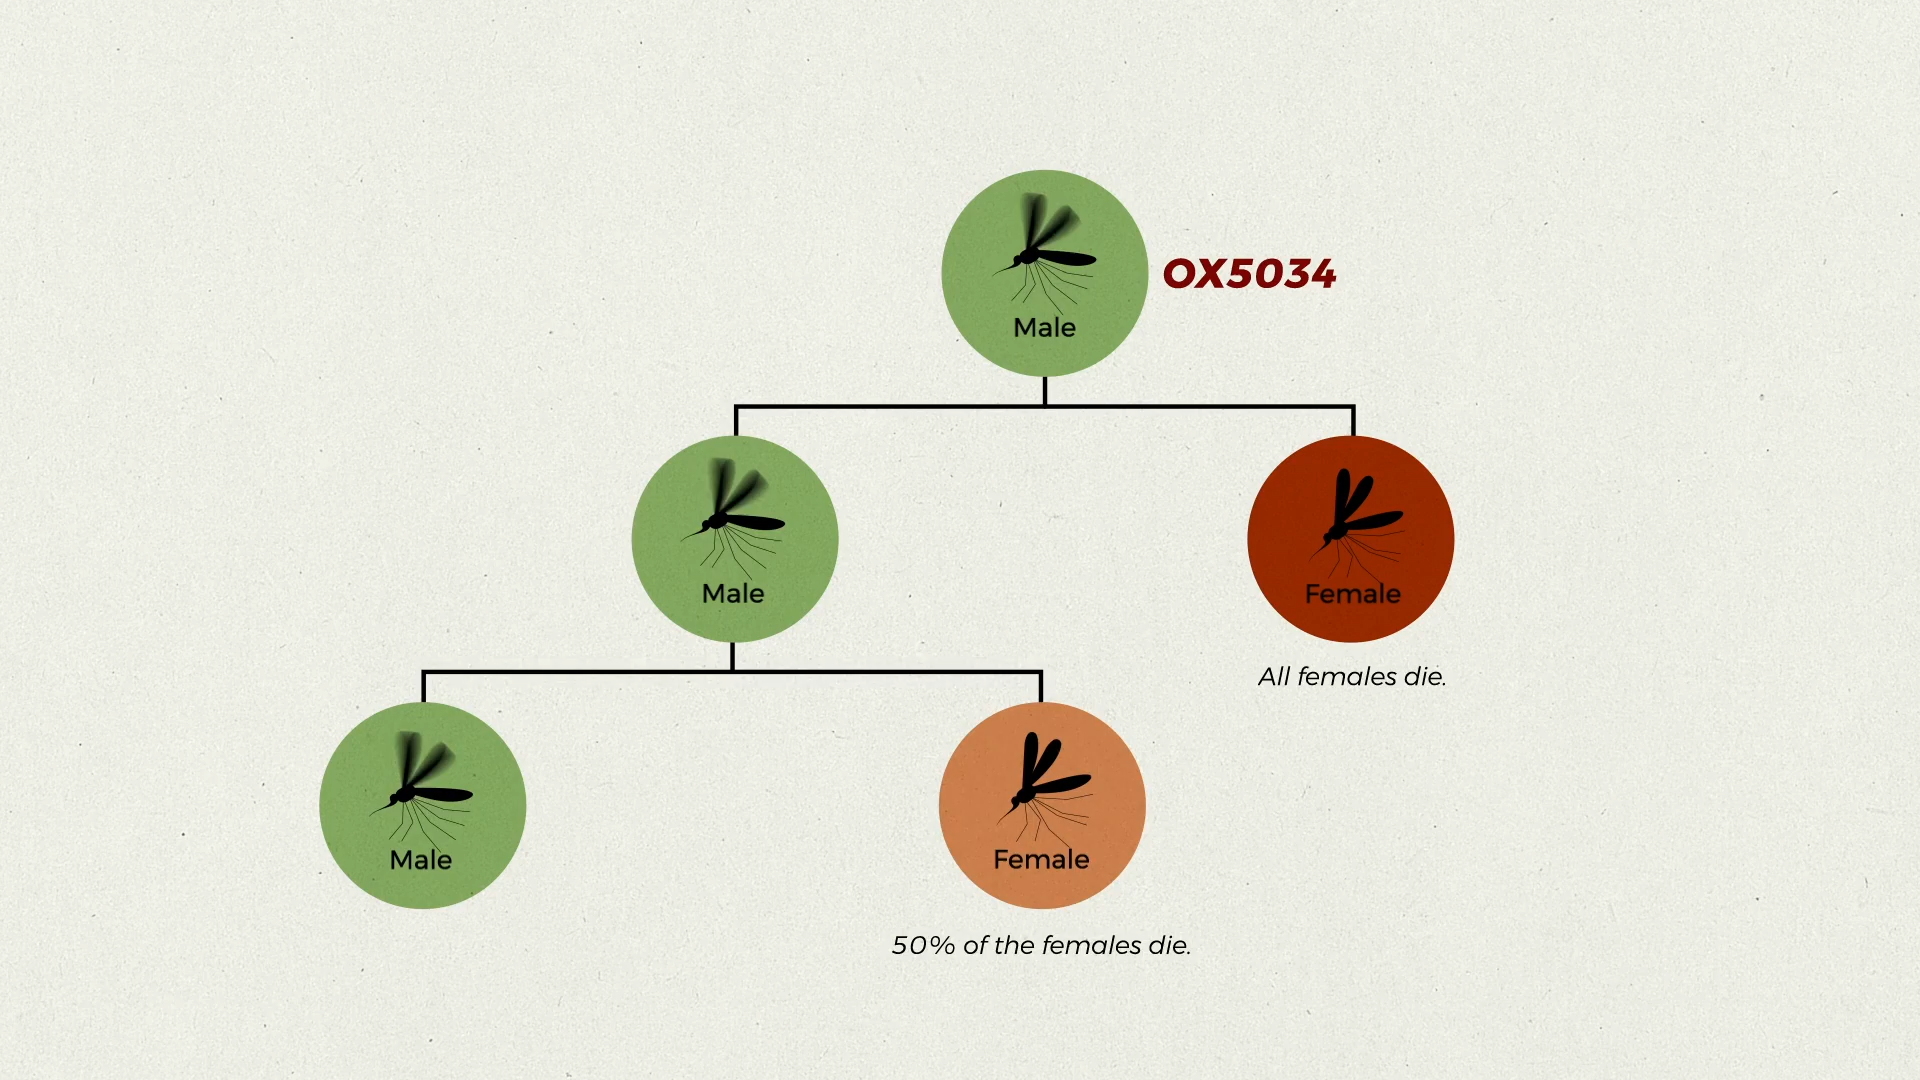 Male
OX5034
Male
Female
All females die.
Male
Female
50% of the females die.